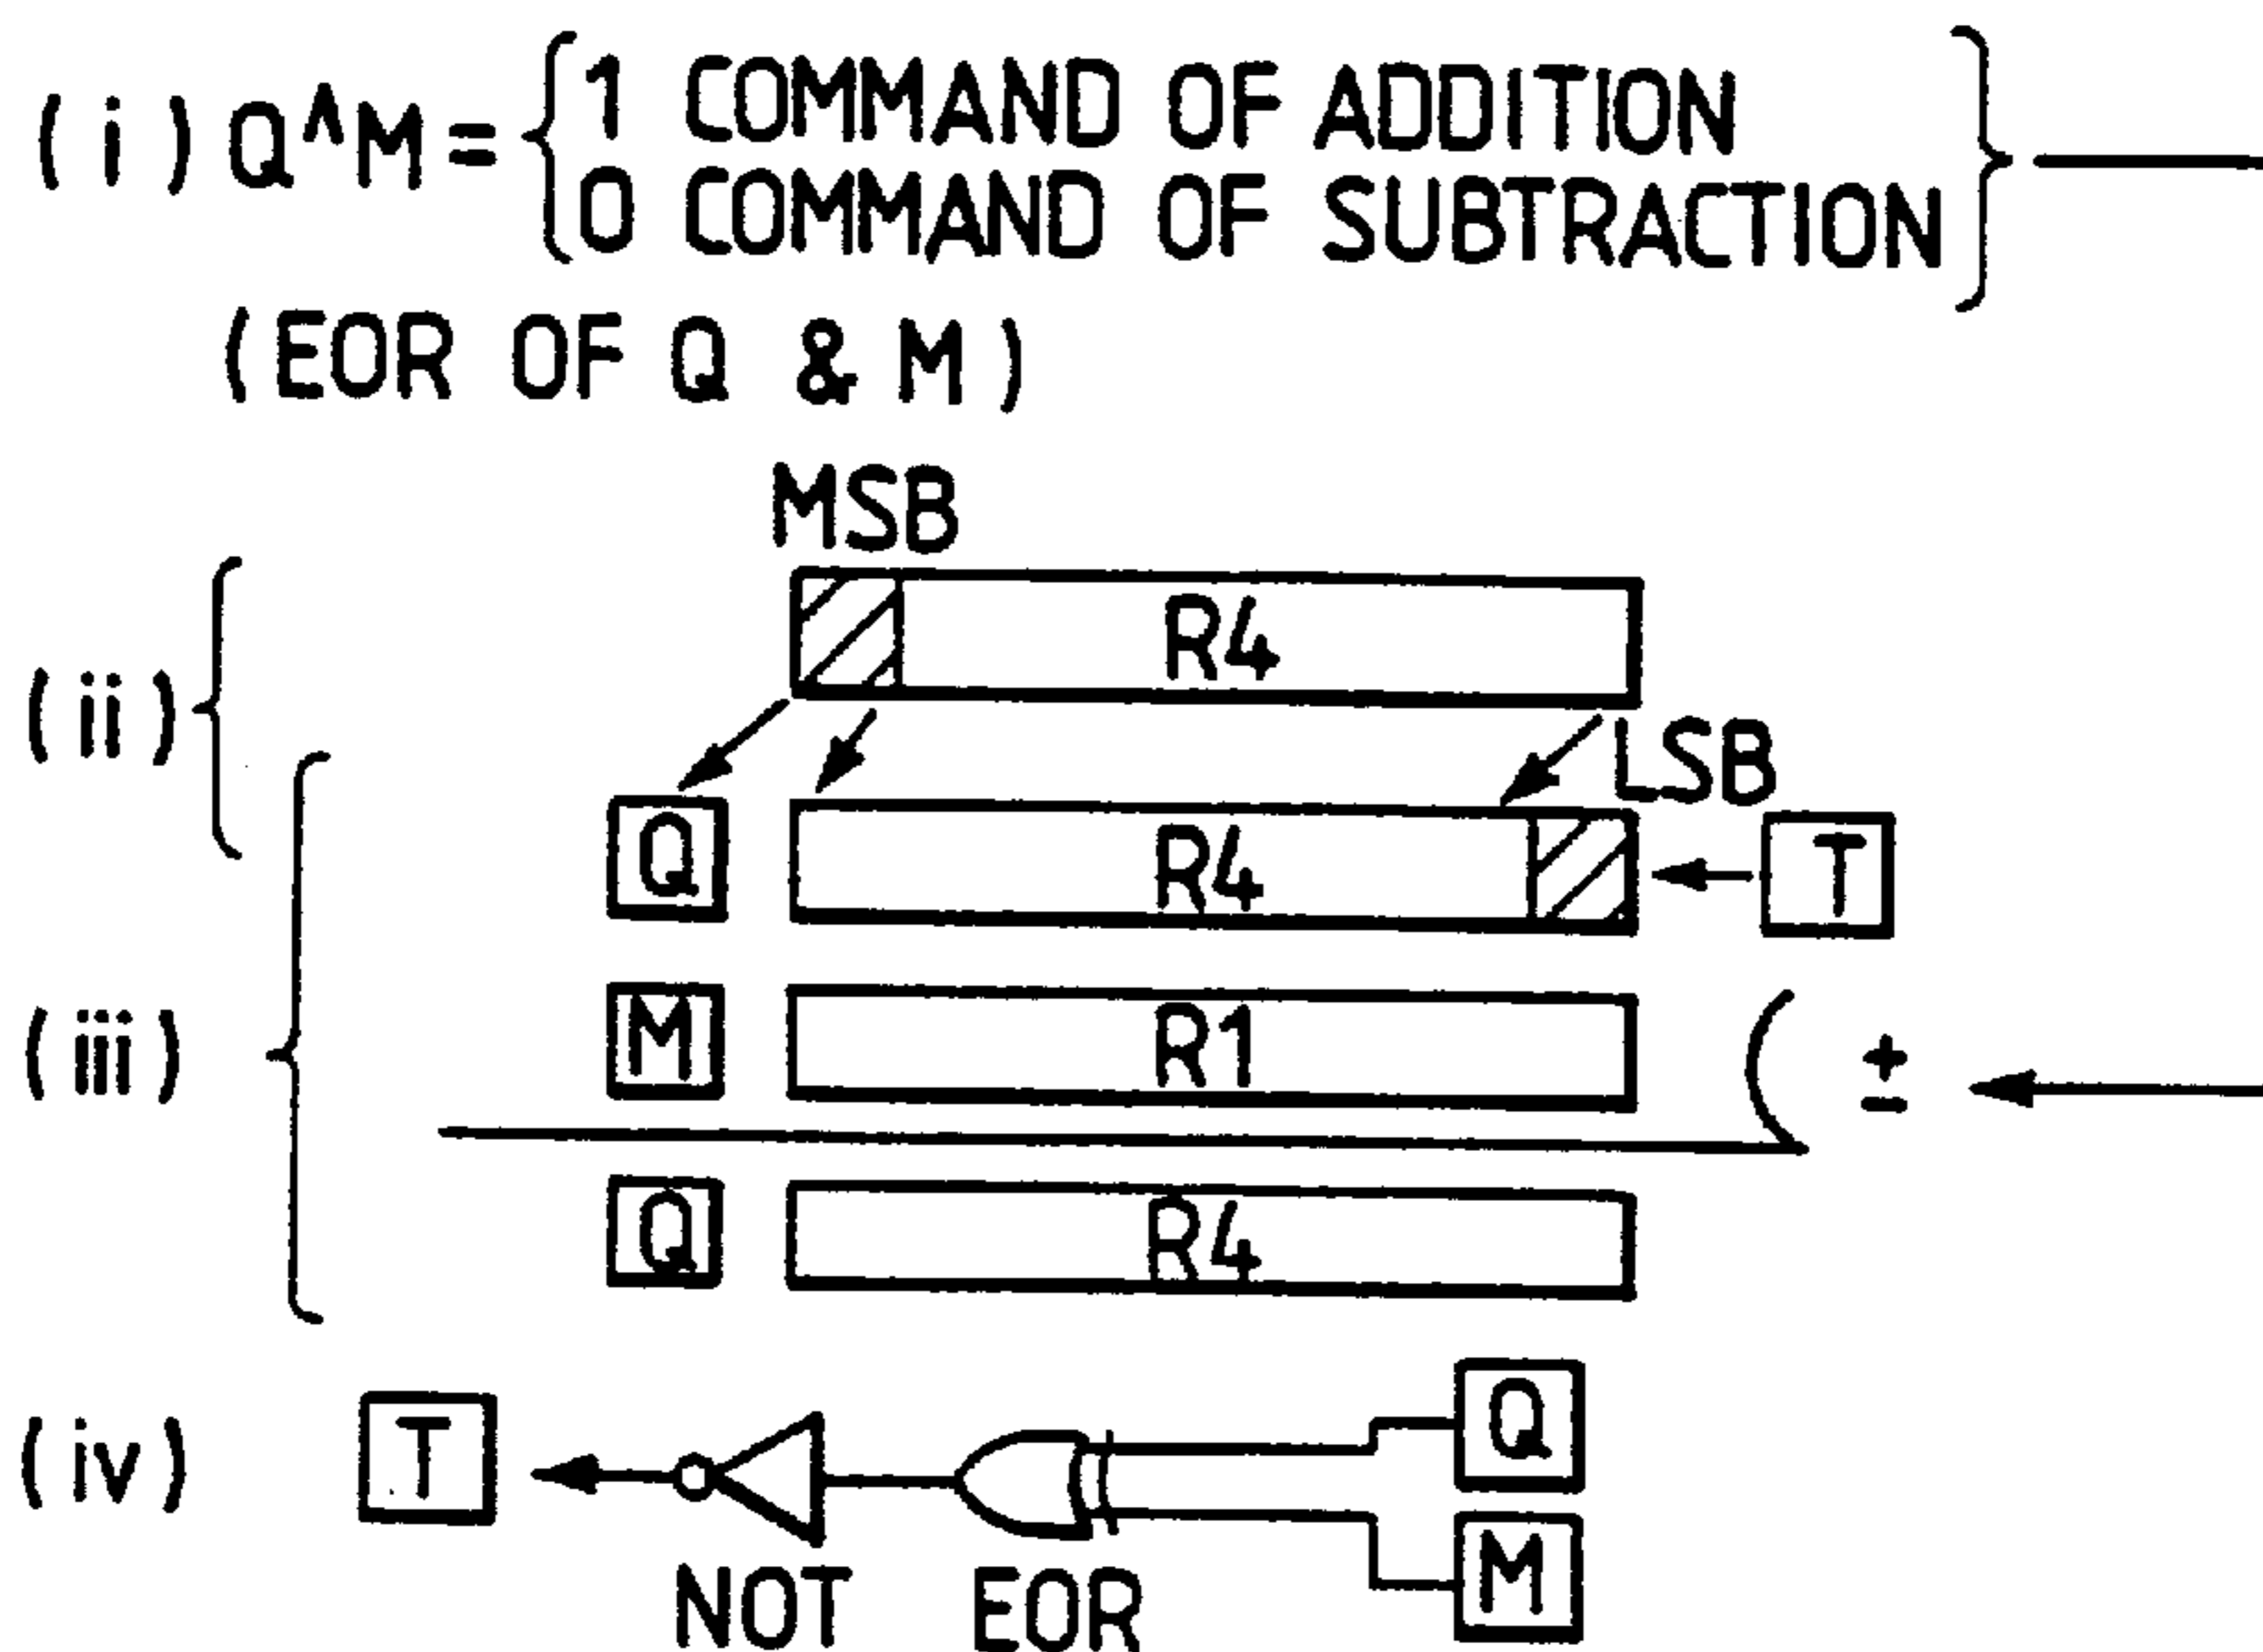 (i) Q^M= 1 COMMAND OF ADDITION
0 COMMAND OF SUBTRACTION
(EOR OF Q & M)
MSB
(ii)
R4
LSB
Q R4 T
(iii)
M R1 ±
Q R4
(iv) T Q
M
NOT EOR